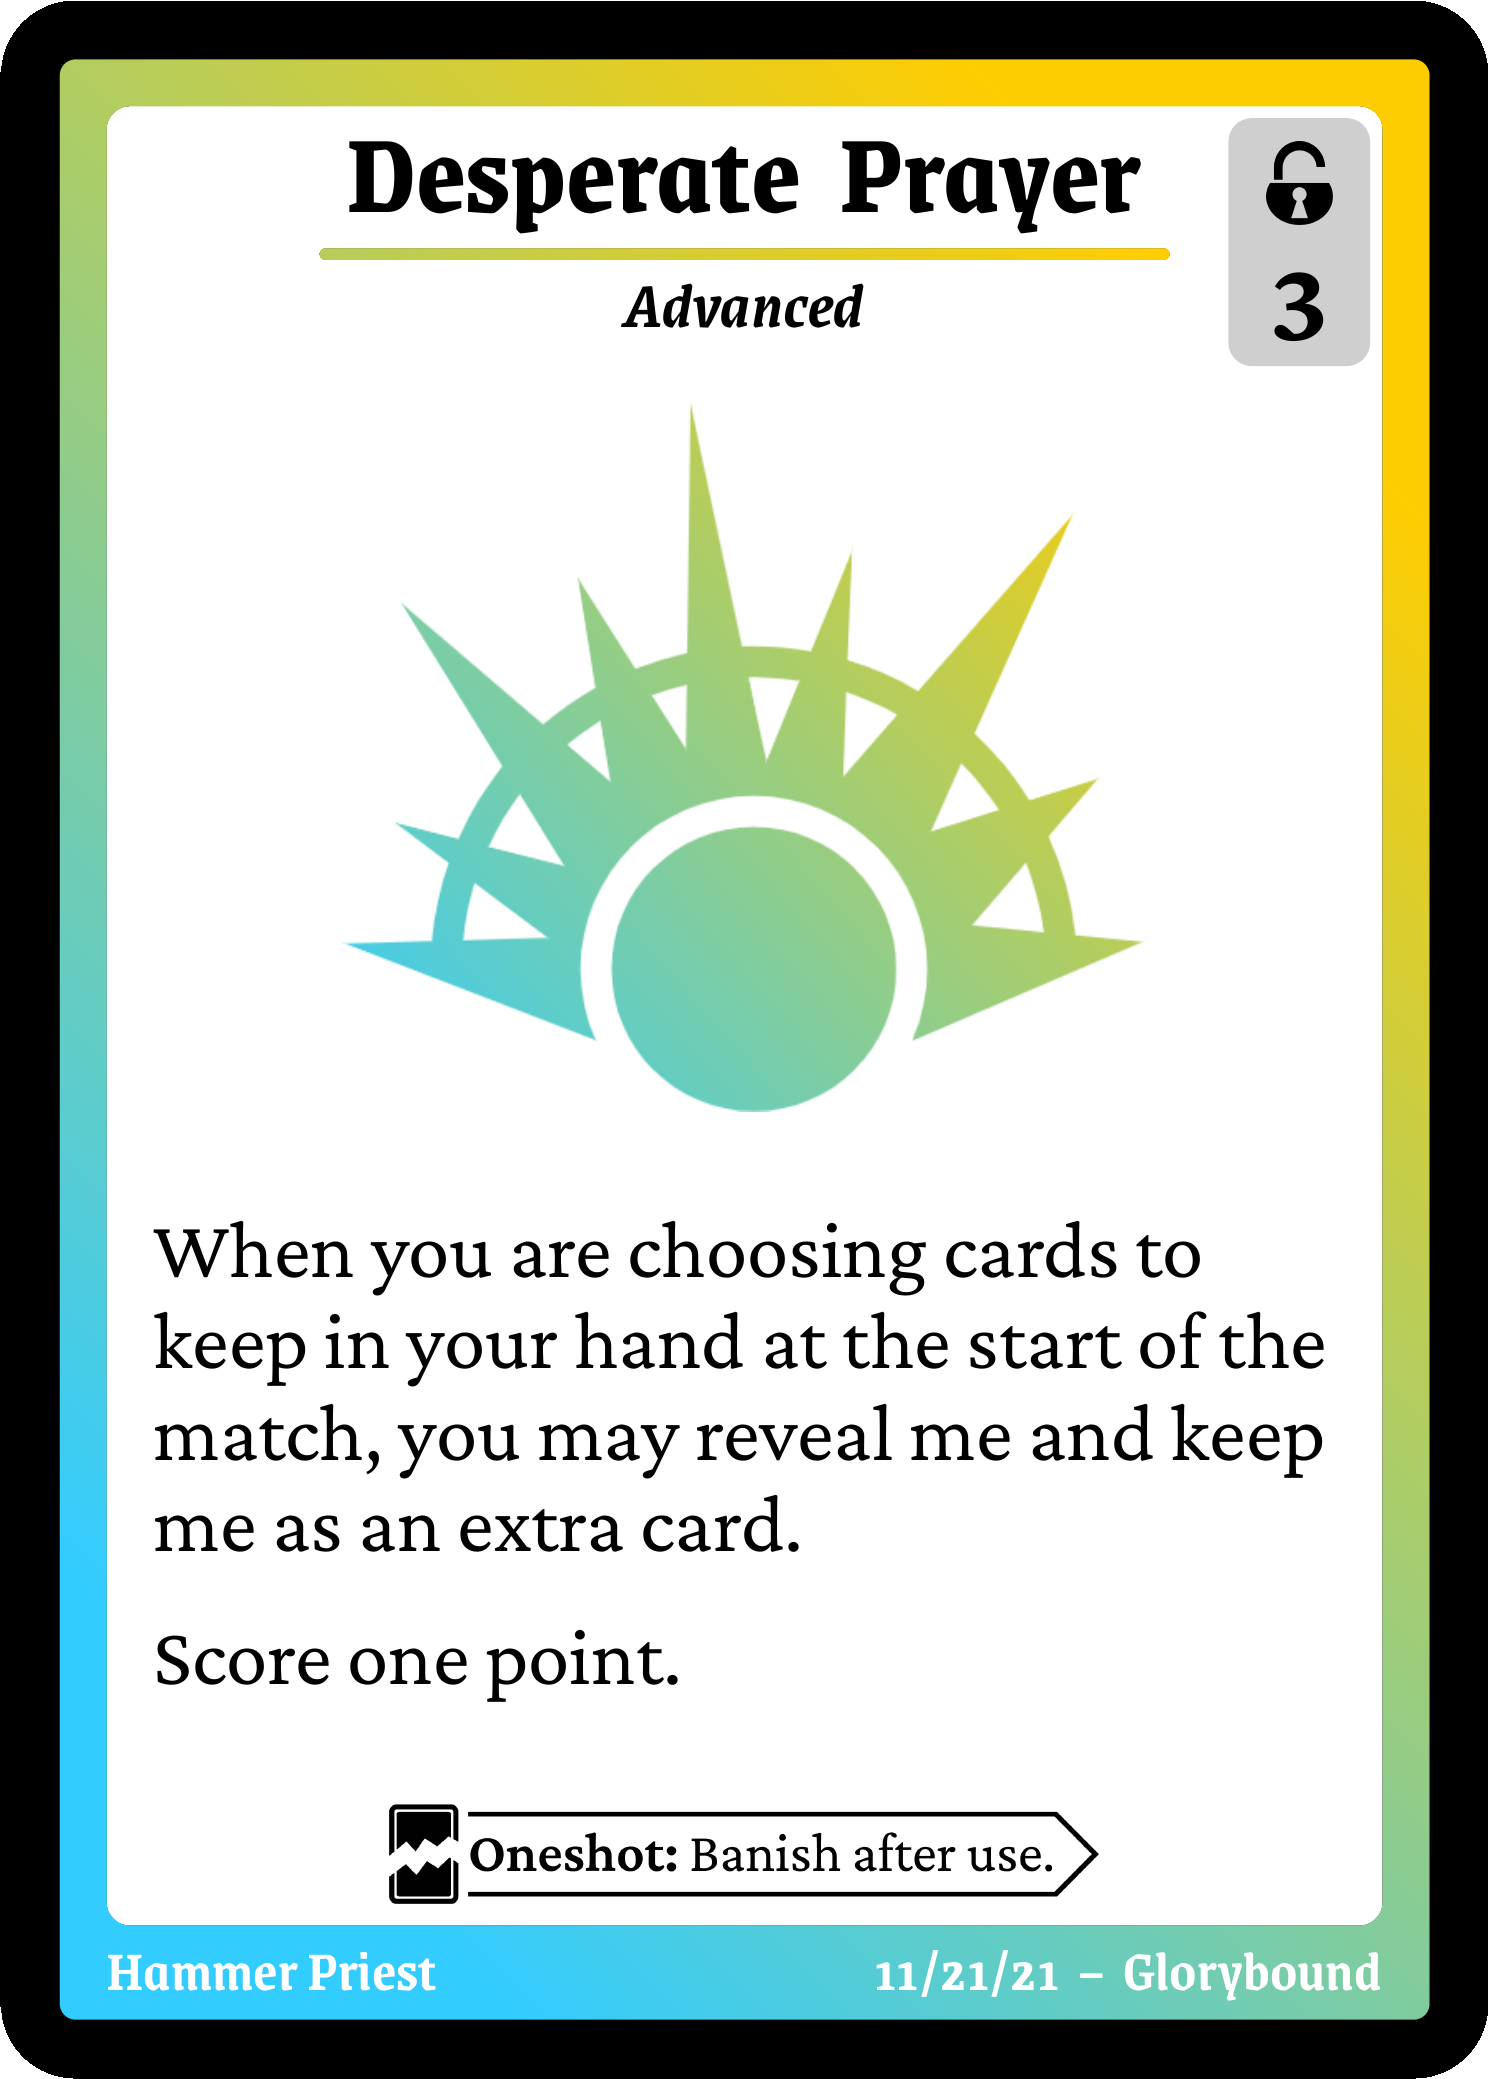 Desperate Prayer
Advanced
3
When you are choosing cards to
keep in your hand at the start of the
match, you may reveal me and keep
me as an extra card.
Score one point.
Oneshot: Banish after use.
Hammer Priest
11/21/21 – Glorybound